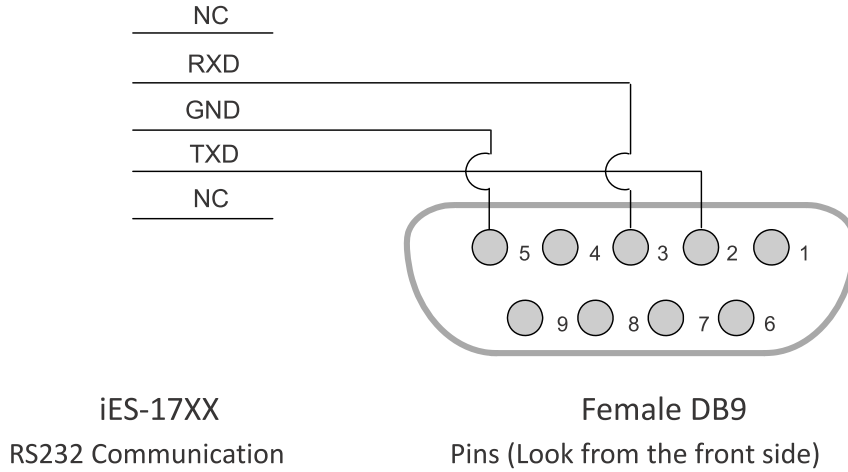 NC
RXD
GND
TXD
NC
5 4 3 2 1
9 8 7 6
iES-17XX
RS232 Communication
Female DB9
Pins (Look from the front side)